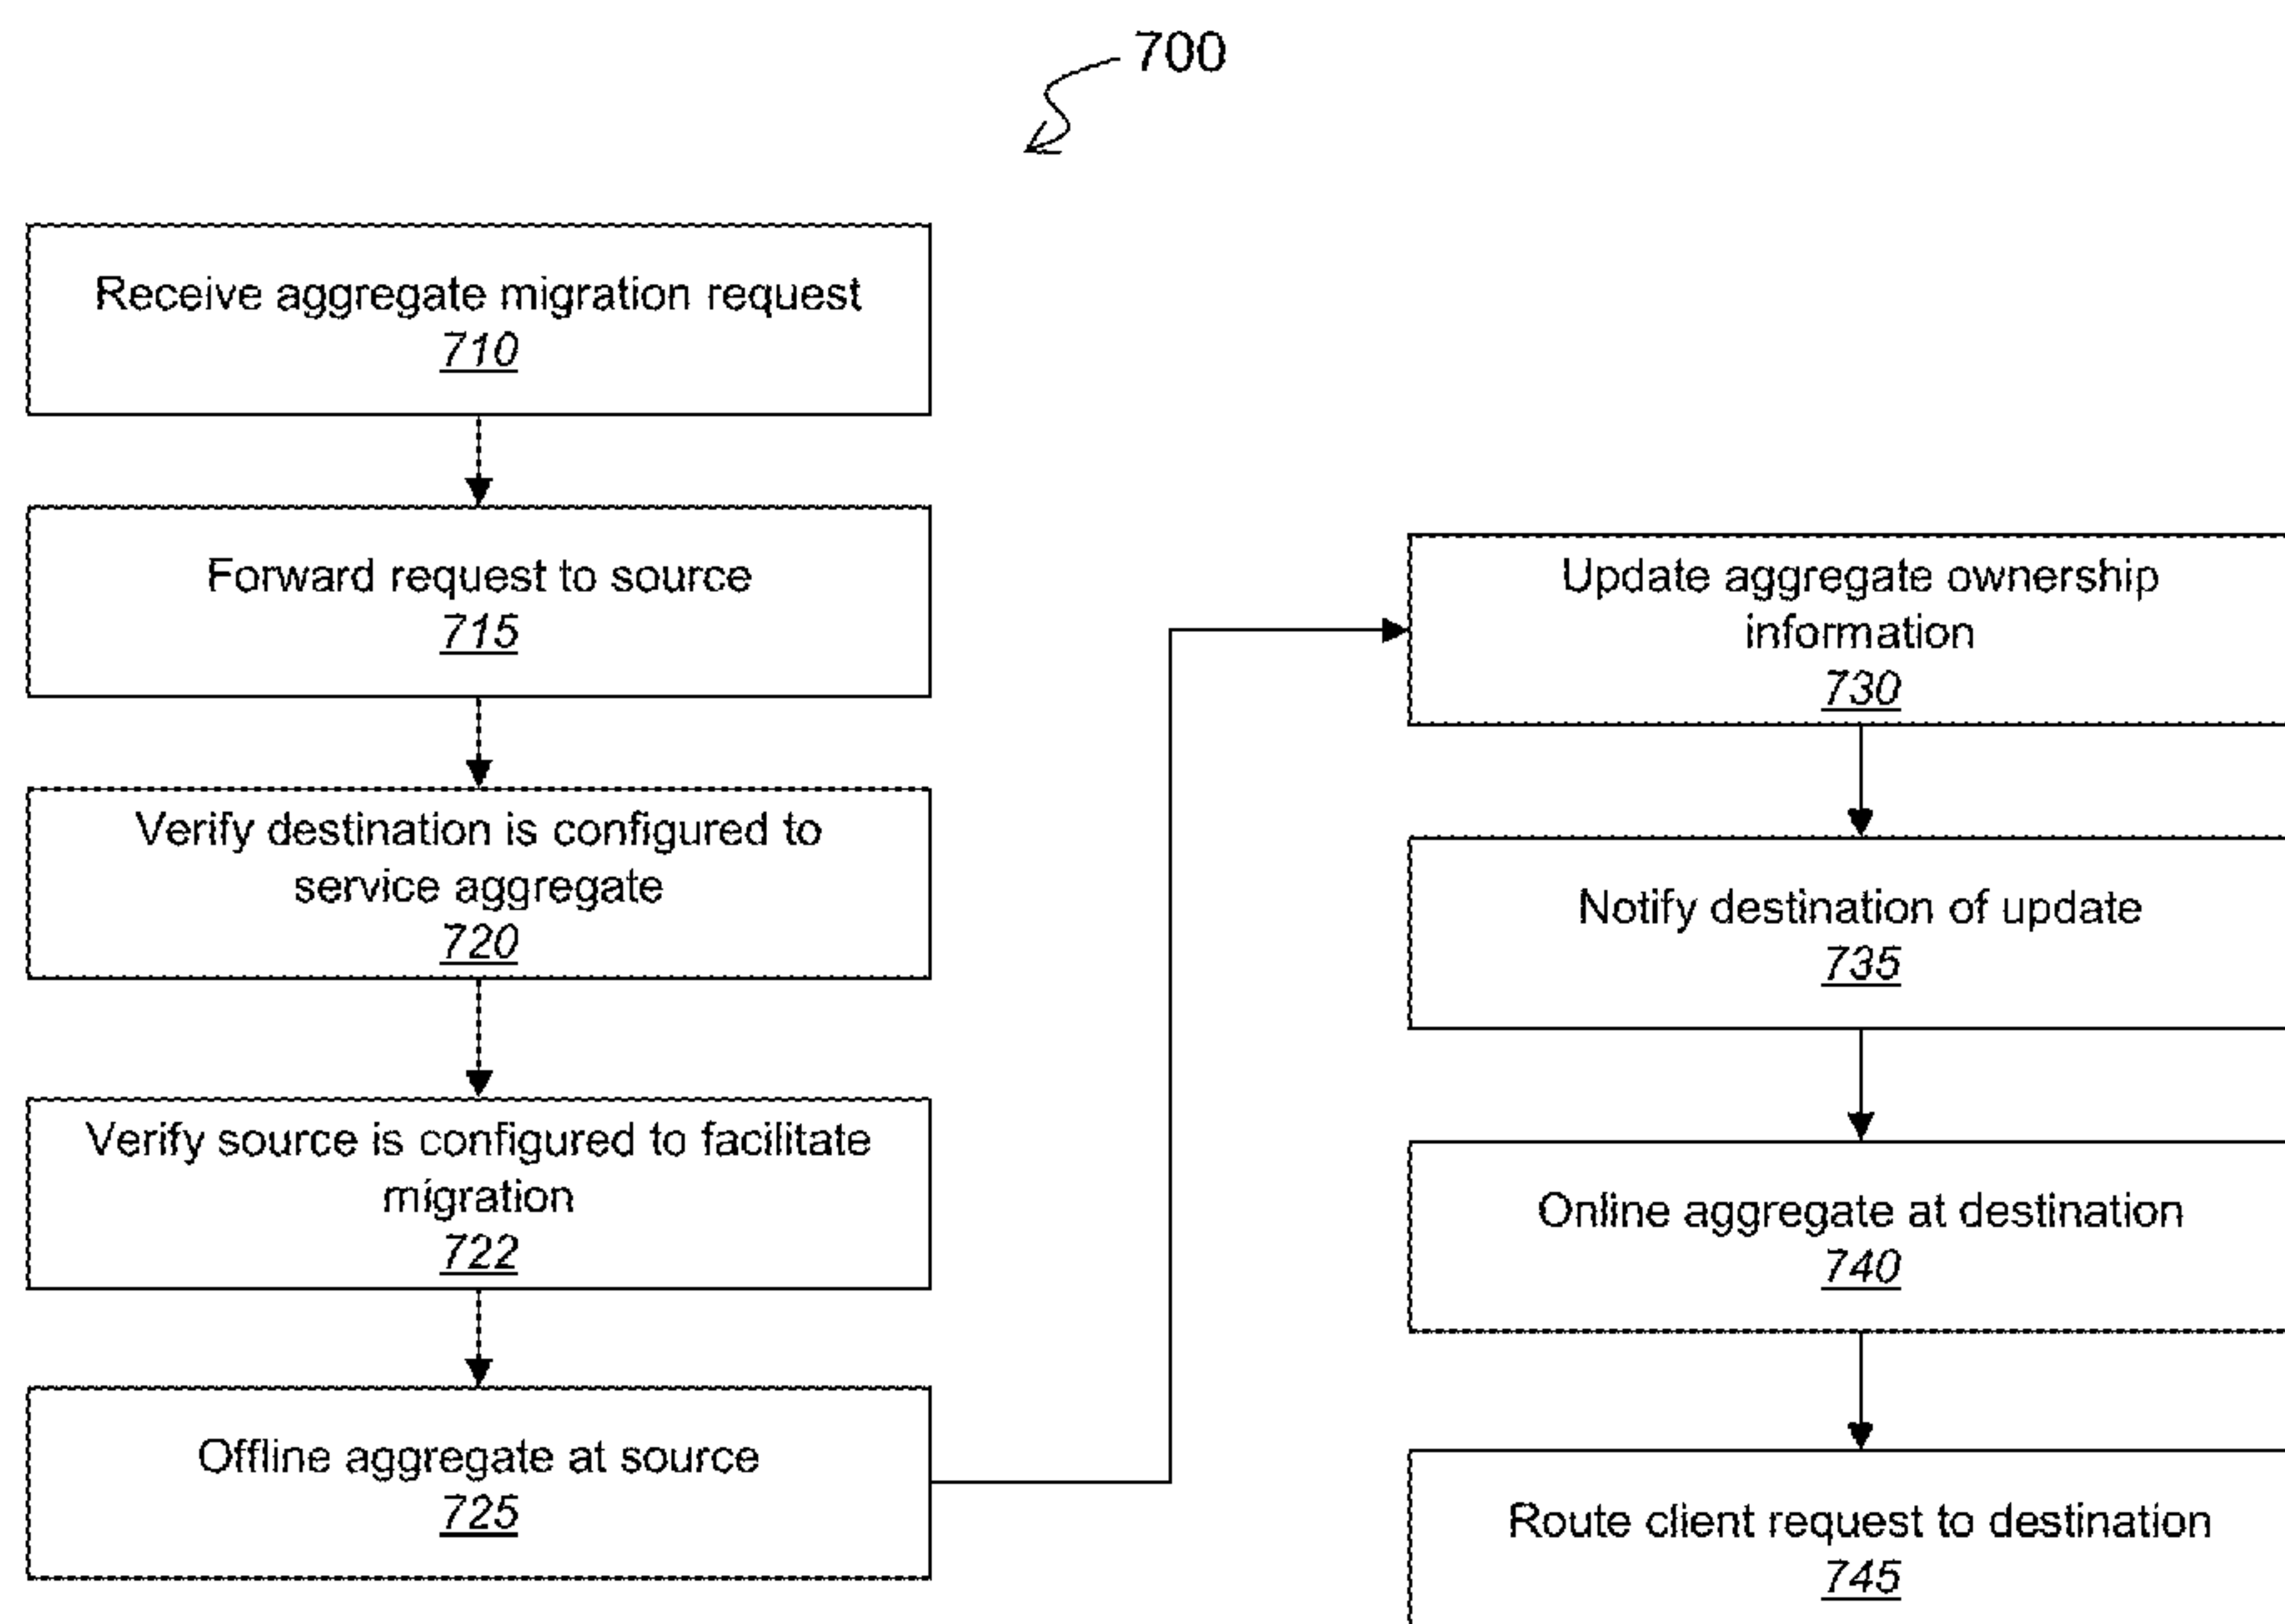 700
Receive aggregate migration request
710
Forward request to source
715
Verify destination is configured to
service aggregate
720
Verify source is configured to facilitate
migration
722
Offline aggregate at source
725
Update aggregate ownership
information
730
Notify destination of update
735
Online aggregate at destination
740
Route client request to destination
745